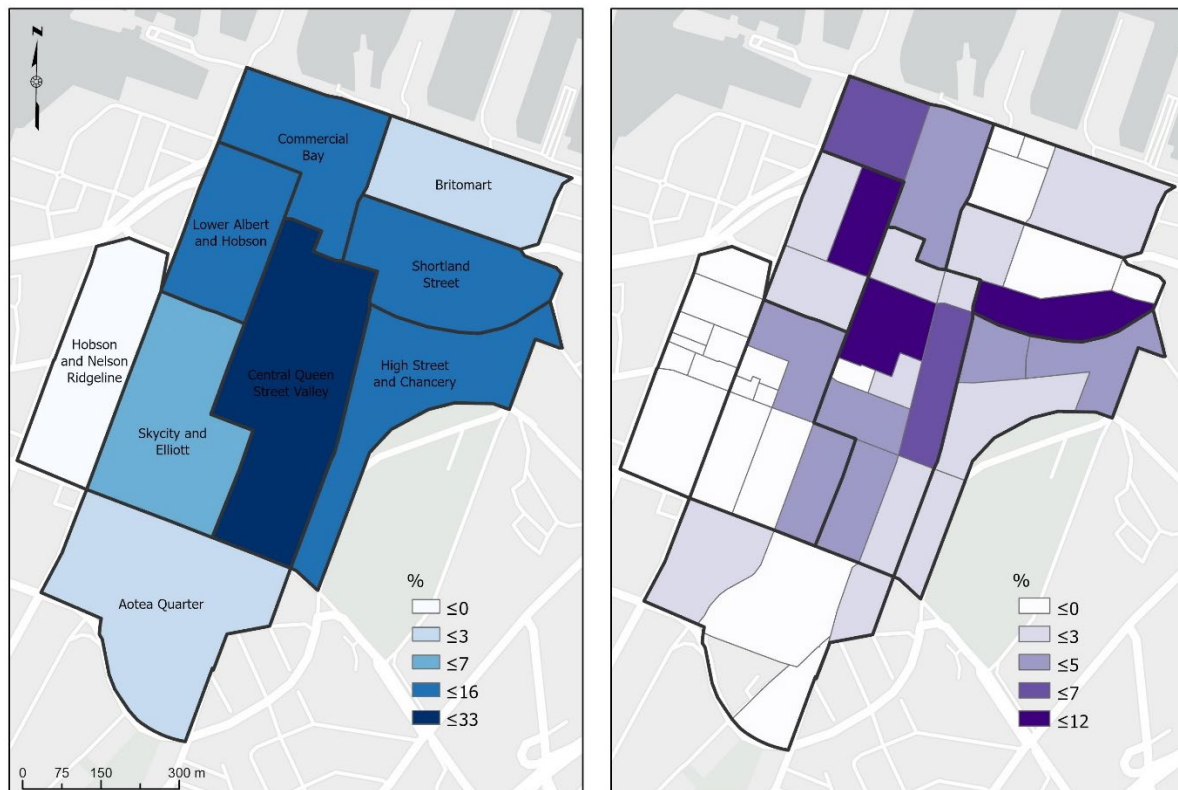 N
Commercial
Bay
Britomart
Lower Albert
and Hobson
Shortland
Street
Hobson
and Nelson
Ridgeline
Central Queen
Street Valley
High Street
and Chancery
Skycity and
Elliott
Aotea Quarter
%
≤0
≤3
≤7
≤16
≤33
0 75 150 300 m
%
≤0
≤3
≤5
≤7
≤12